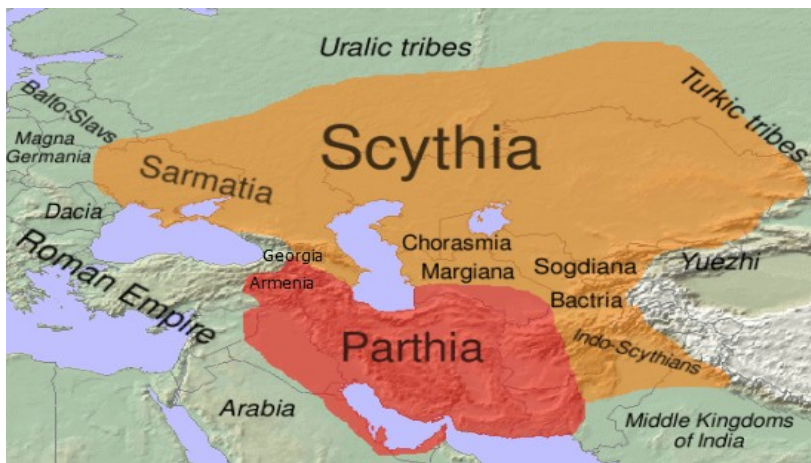 Uralic tribes
Turkic tribes
Balto-Slavs
Magna
Germania
Scythia
Sarmatia
Dacia
Roman Empire
Georgia
Armenia
Chorasmia
Margiana
Sogdiana
Yuezhi
Bactria
Indo-Scythians
Parthia
Arabia
Middle Kingdoms
of India